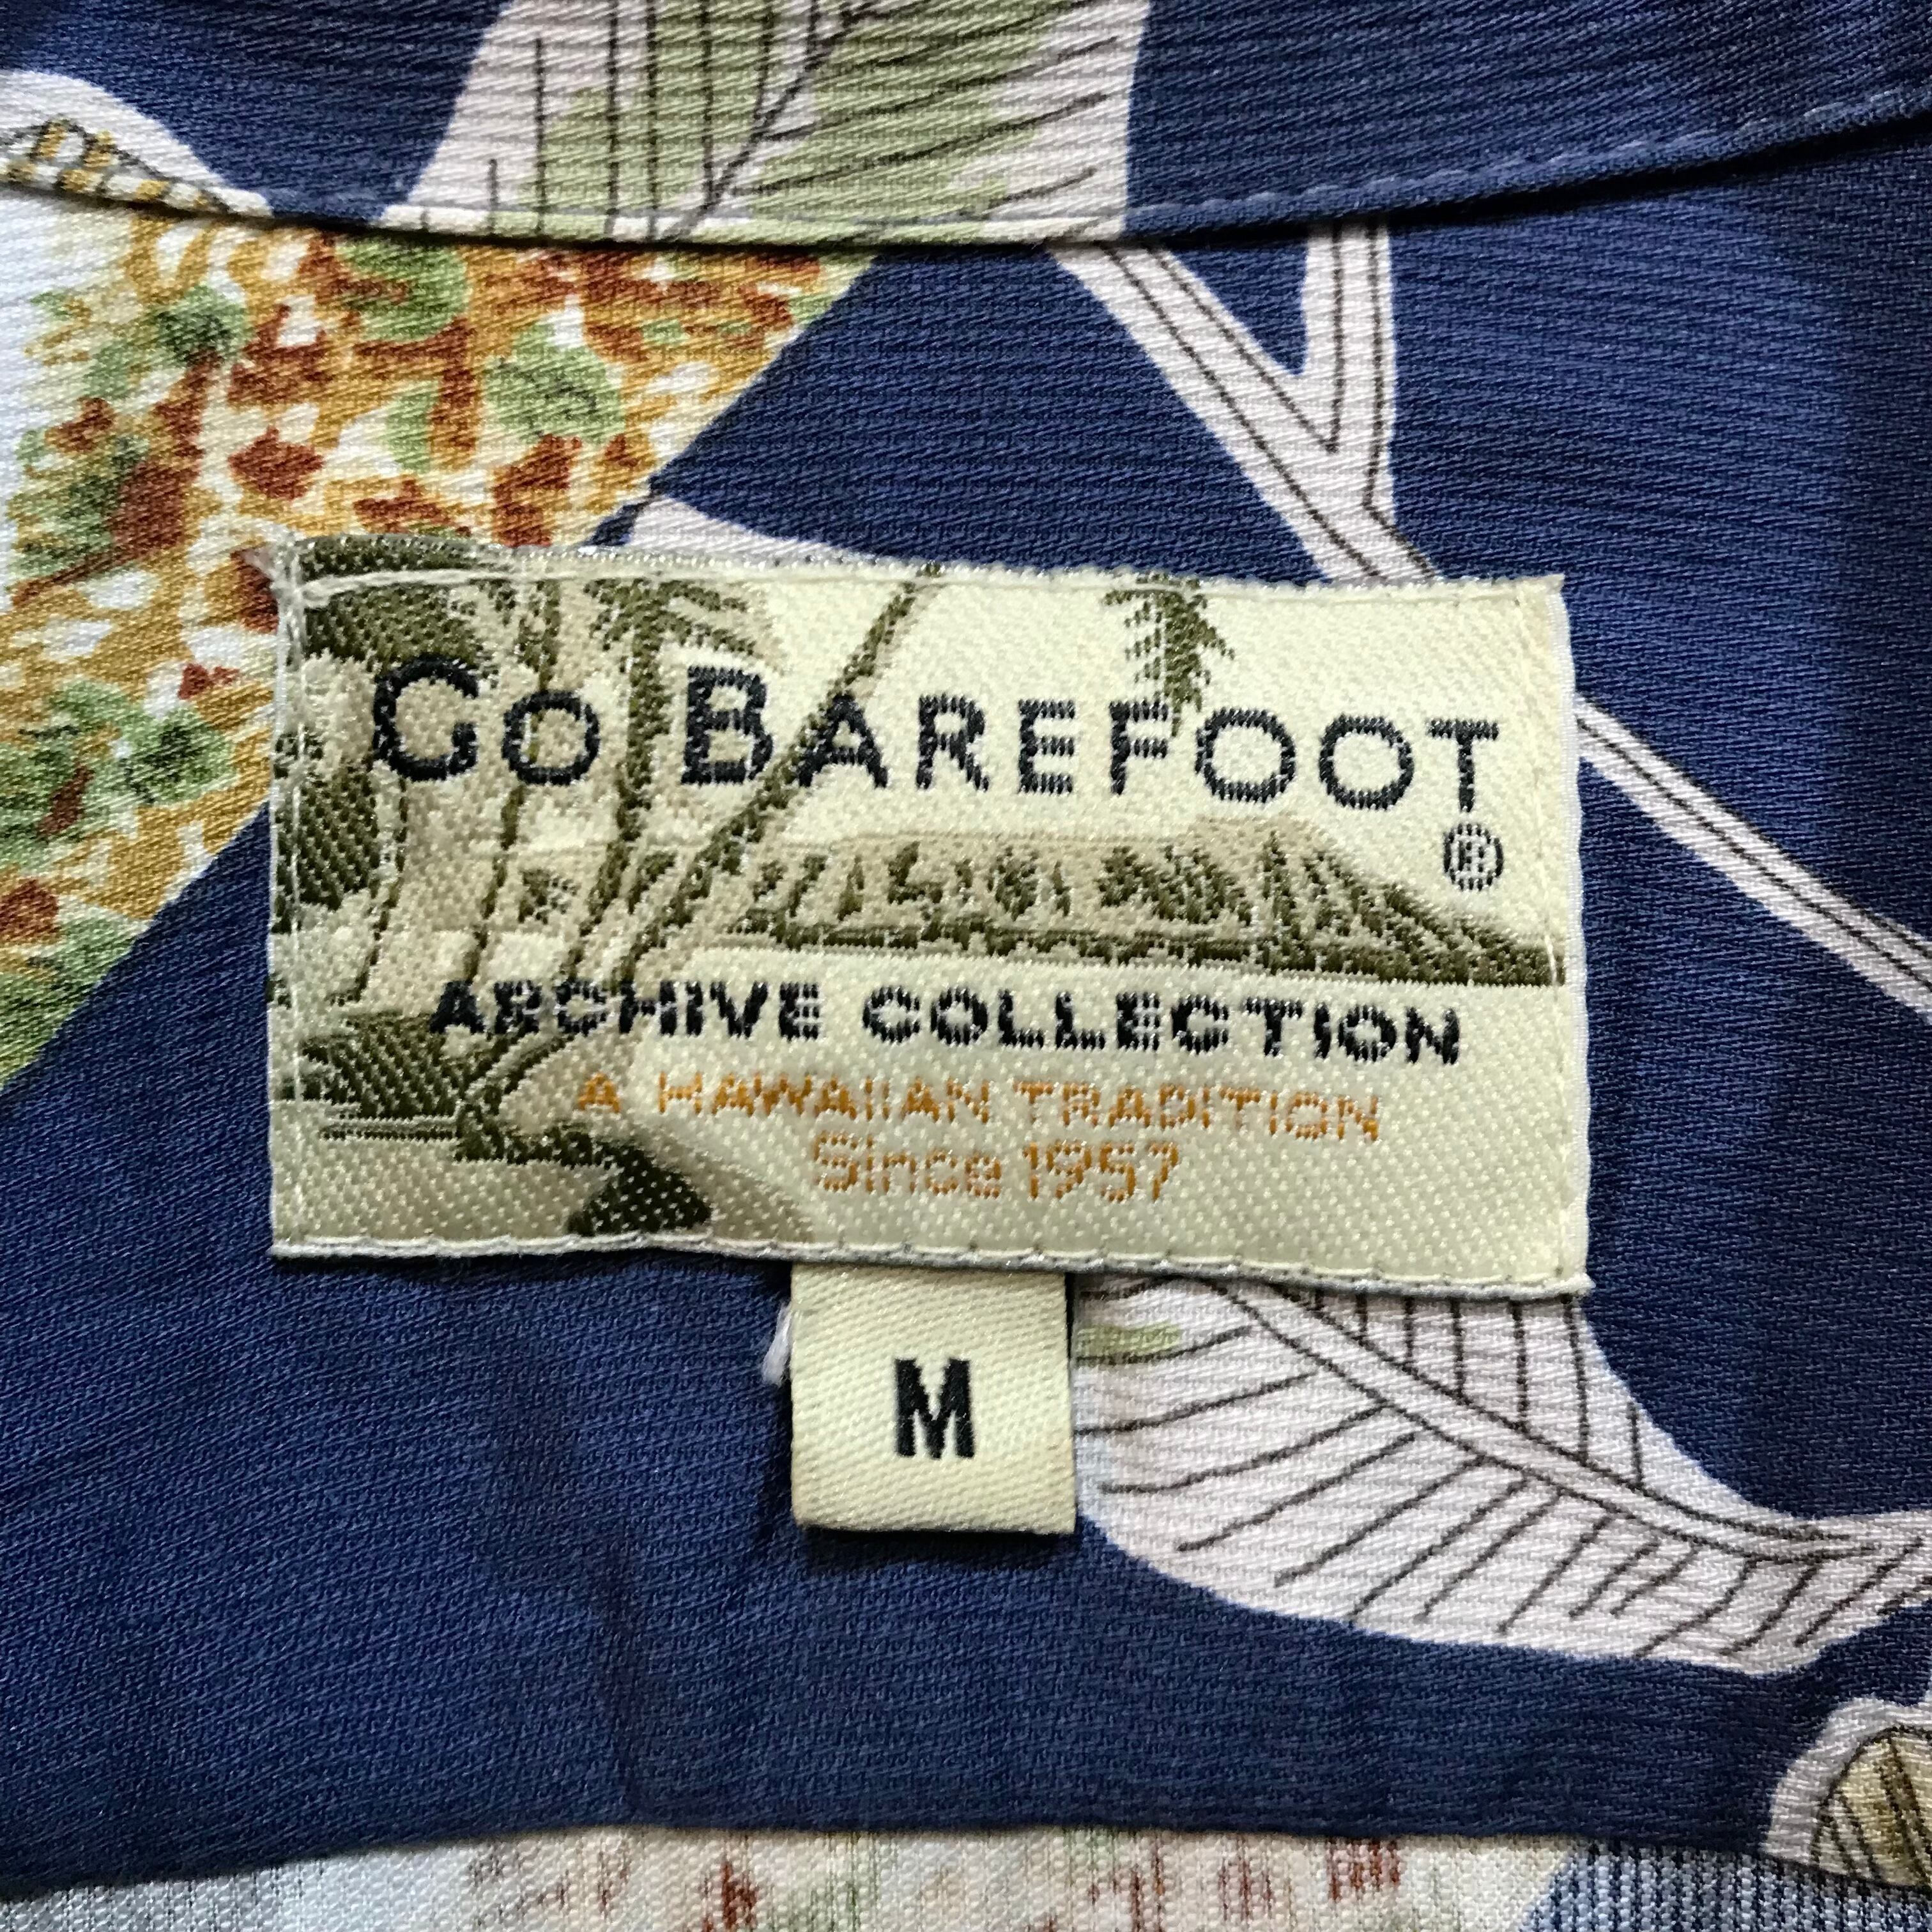 GO BAREFOOT
®
ARCHIVE COLLECTION
A HAWAIIAN TRADITION
Since 1957
M